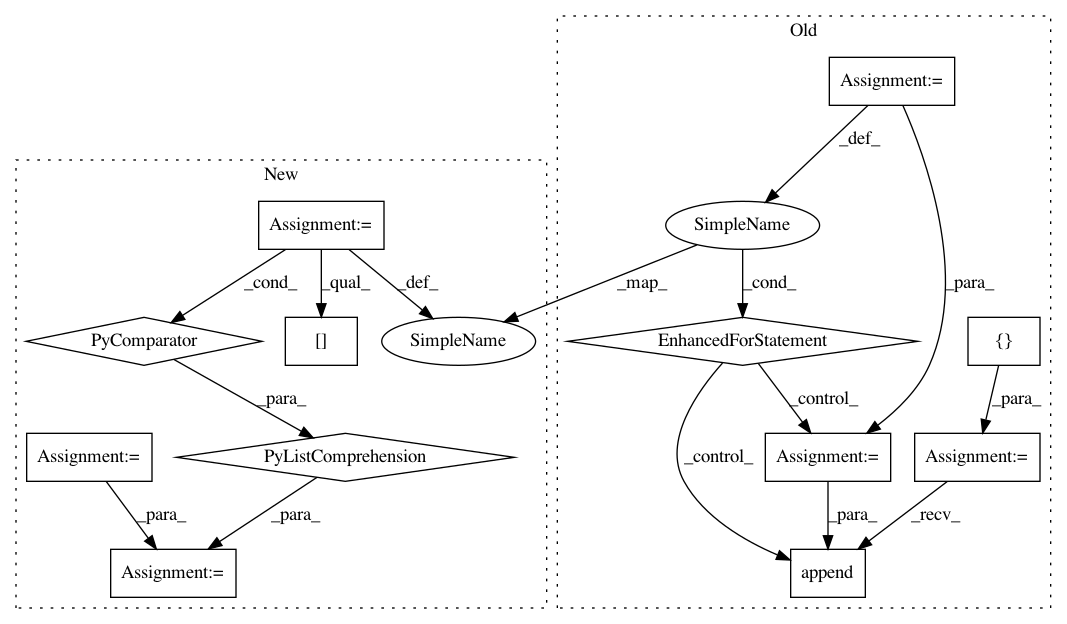 Old
Assignment:=
_def_
New
Assignment:=
SimpleName
_cond_
_qual_
_def_
_map_
_cond_
_para_
PyComparator
[]
SimpleName
EnhancedForStatement
{}
_para_
_control_
_para_
Assignment:=
PyListComprehension
_control_
Assignment:=
Assignment:=
_para_
_para_
_para_
_recv_
Assignment:=
append